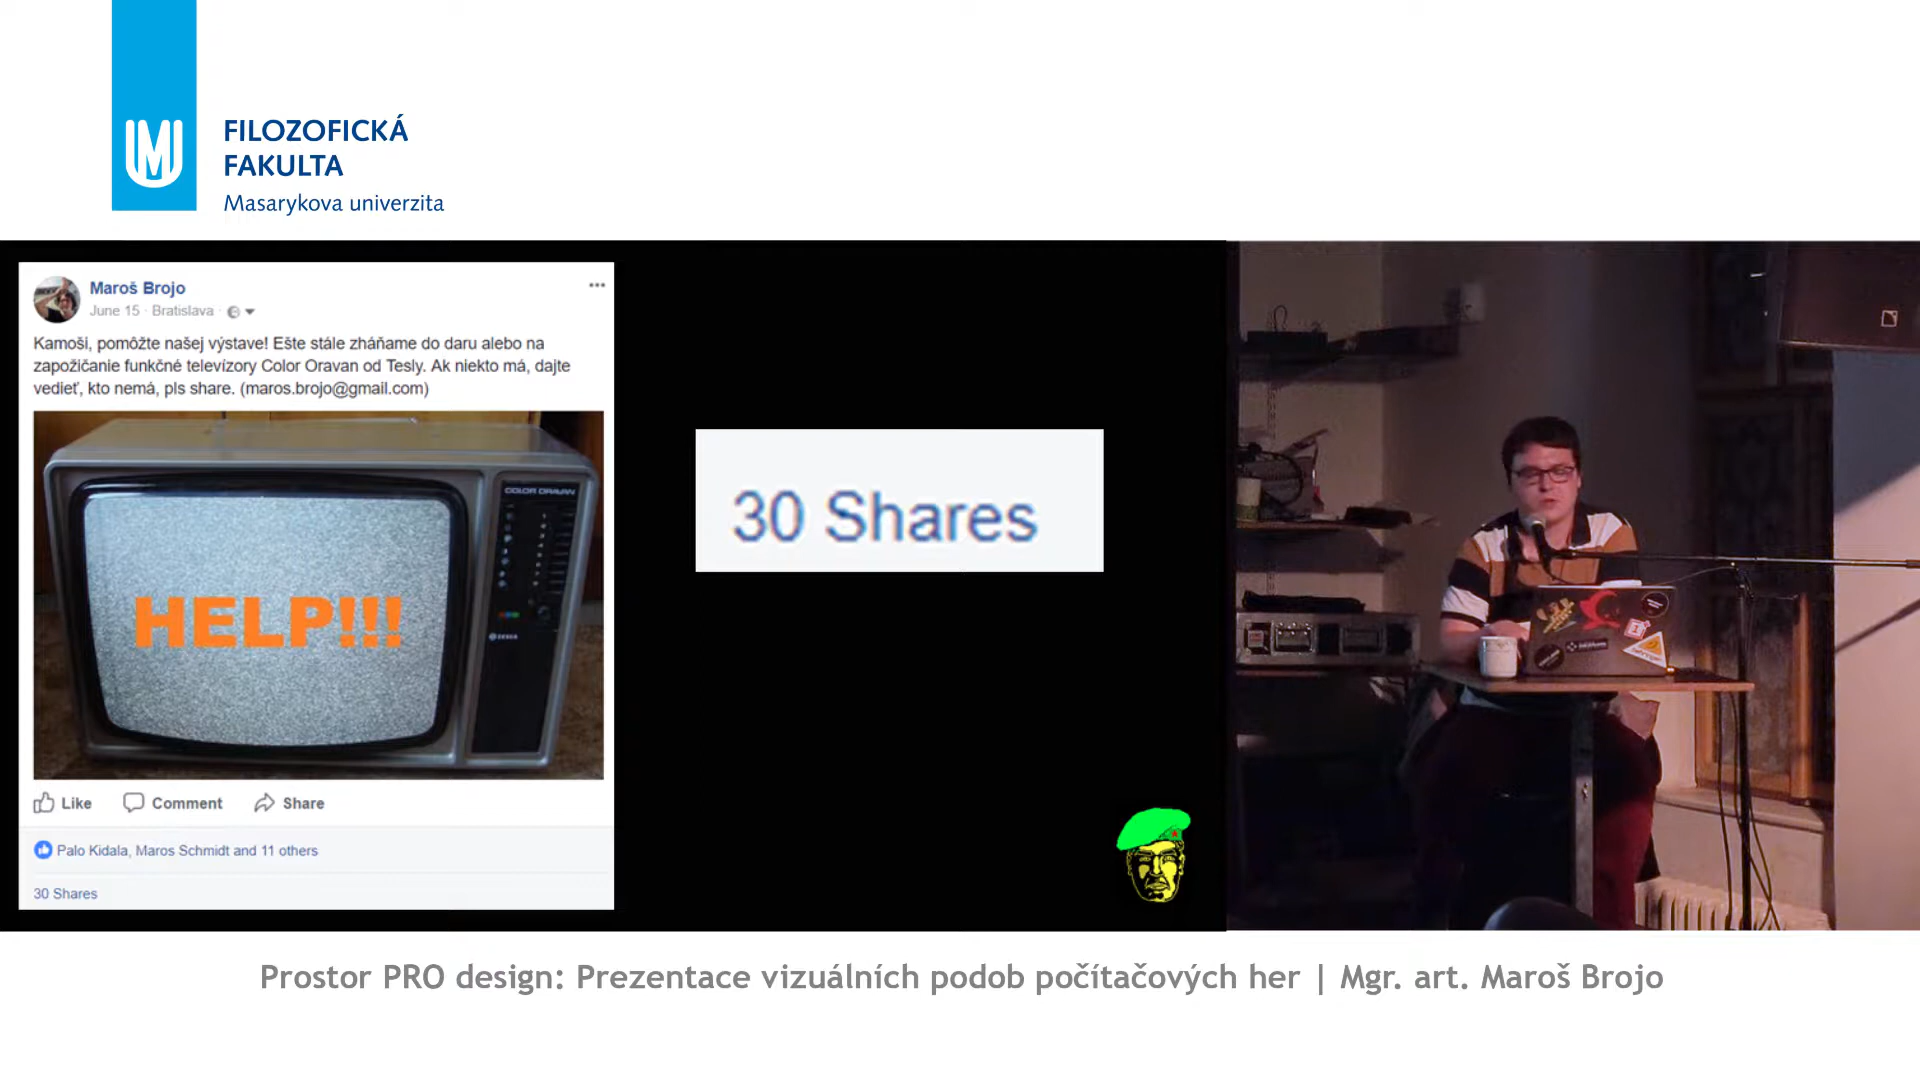 FILOZOFICKÁ
FAKULTA
Masarykova univerzita
Maroš Brojo
June 15 · Bratislava ·
Kamoši, pomôžte našej výstave! Ešte stále zháňame do daru alebo na
zapožičanie funkčné televízory Color Oravan od Tesly. Ak niekto má, dajte
vedieť, kto nemá, pls share. (maros.brojo@gmail.com)
COLOR ORAVAN
HELP!!!
TESLA
Like Comment Share
Palo Kidala, Maros Schmidt and 11 others
30 Shares
30 Shares
Prostor PRO design: Prezentace vizuálních podob počítačových her | Mgr. art. Maroš Brojo